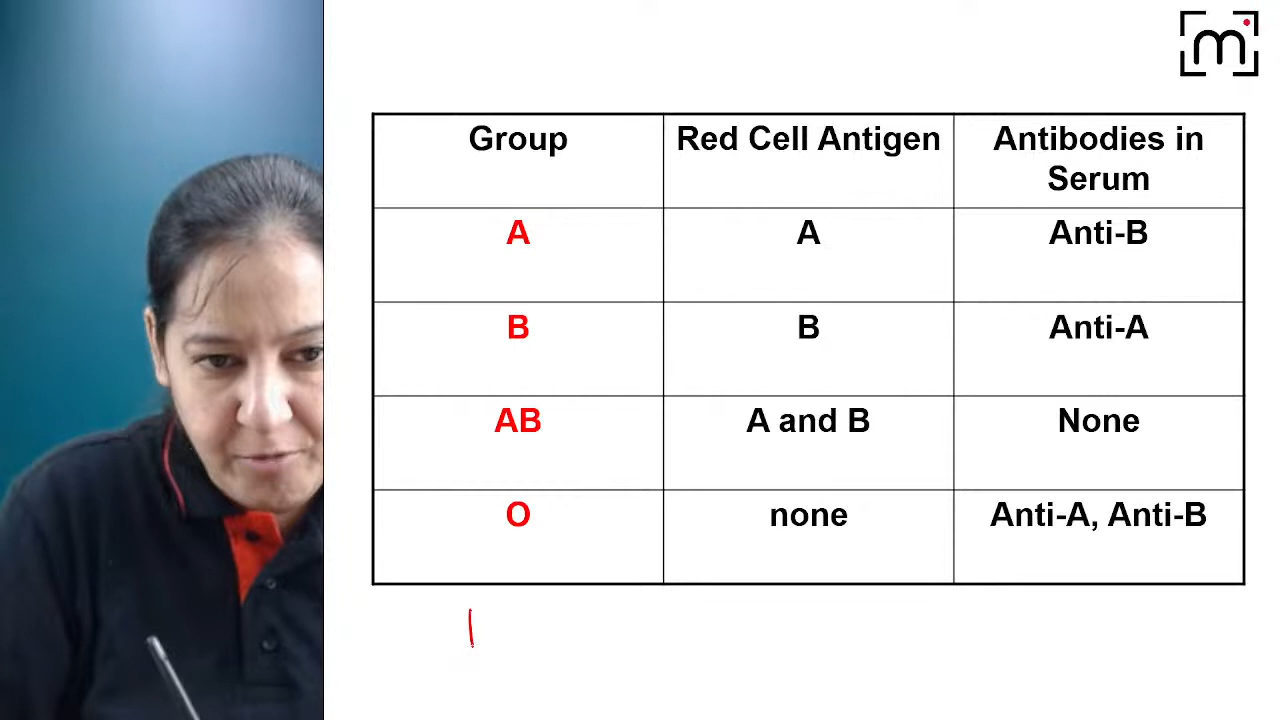 m
Group Red Cell Antigen Antibodies in
Serum
A A Anti-B
B B Anti-A
AB A and B None
O none Anti-A, Anti-B